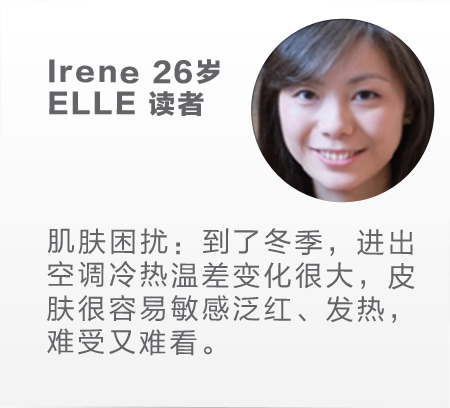 Irene 26岁
ELLE 读者
肌肤困扰：到了冬季，进出
空调冷热温差变化很大，皮
肤很容易敏感泛红、发热，
难受又难看。